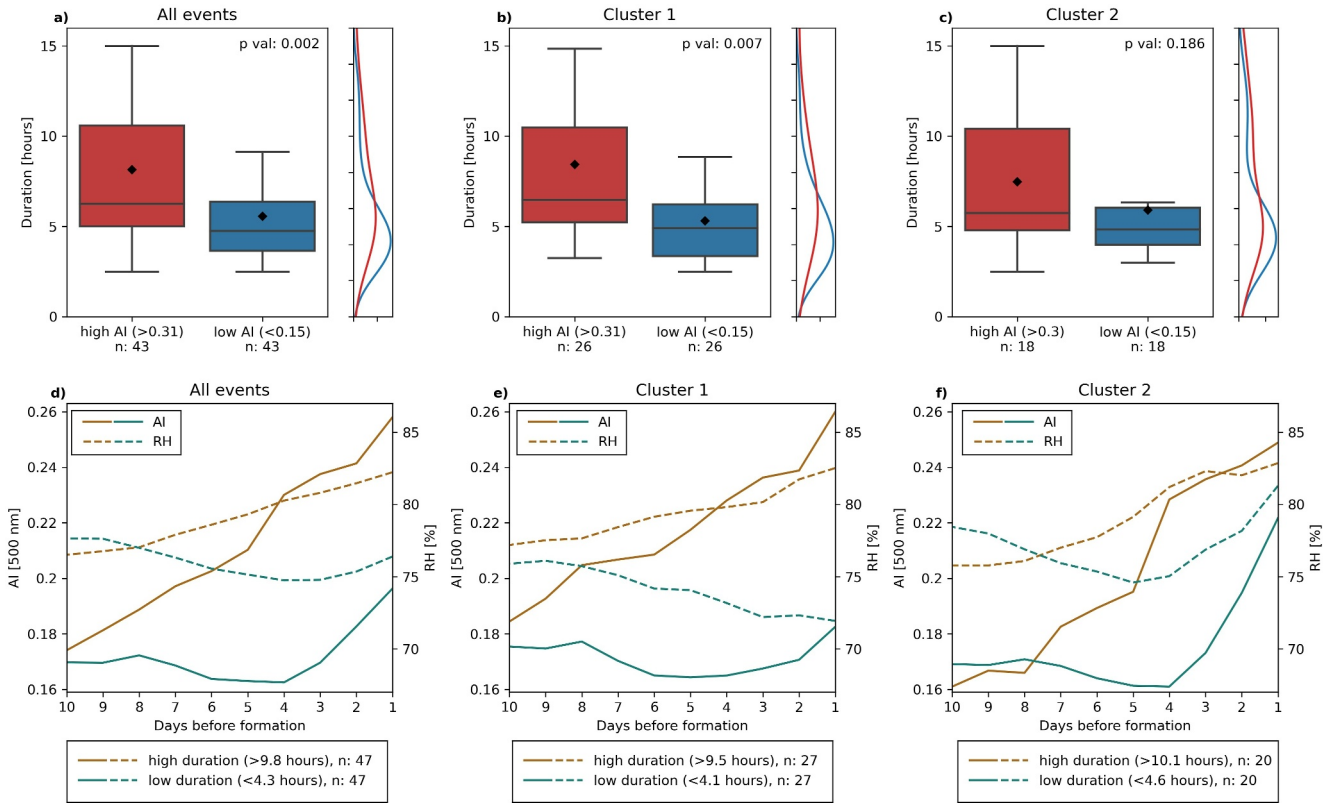 a)
All events
Duration [hours]
15
10
5
0
p val: 0.002
high AI (>0.31)
n: 43
low AI (<0.15)
n: 43
b)
Cluster 1
Duration [hours]
15
10
5
0
p val: 0.007
high AI (>0.31)
n: 26
low AI (<0.15)
n: 26
c)
Cluster 2
Duration [hours]
15
10
5
0
p val: 0.186
high AI (>0.3)
n: 18
low AI (<0.15)
n: 18
d)
All events
AI [500 nm]
0.26
0.24
0.22
0.2
0.18
0.16
AI
RH
85
80
75
70
RH [%]
10 9 8 7 6 5 4 3 2 1
Days before formation
high duration (>9.8 hours), n: 47
low duration (<4.3 hours), n: 47
e)
Cluster 1
AI [500 nm]
0.26
0.24
0.22
0.2
0.18
0.16
AI
RH
85
80
75
70
RH [%]
10 9 8 7 6 5 4 3 2 1
Days before formation
high duration (>9.5 hours), n: 27
low duration (<4.1 hours), n: 27
f)
Cluster 2
AI [500 nm]
0.26
0.24
0.22
0.2
0.18
0.16
AI
RH
85
80
75
70
RH [%]
10 9 8 7 6 5 4 3 2 1
Days before formation
high duration (>10.1 hours), n: 20
low duration (<4.6 hours), n: 20